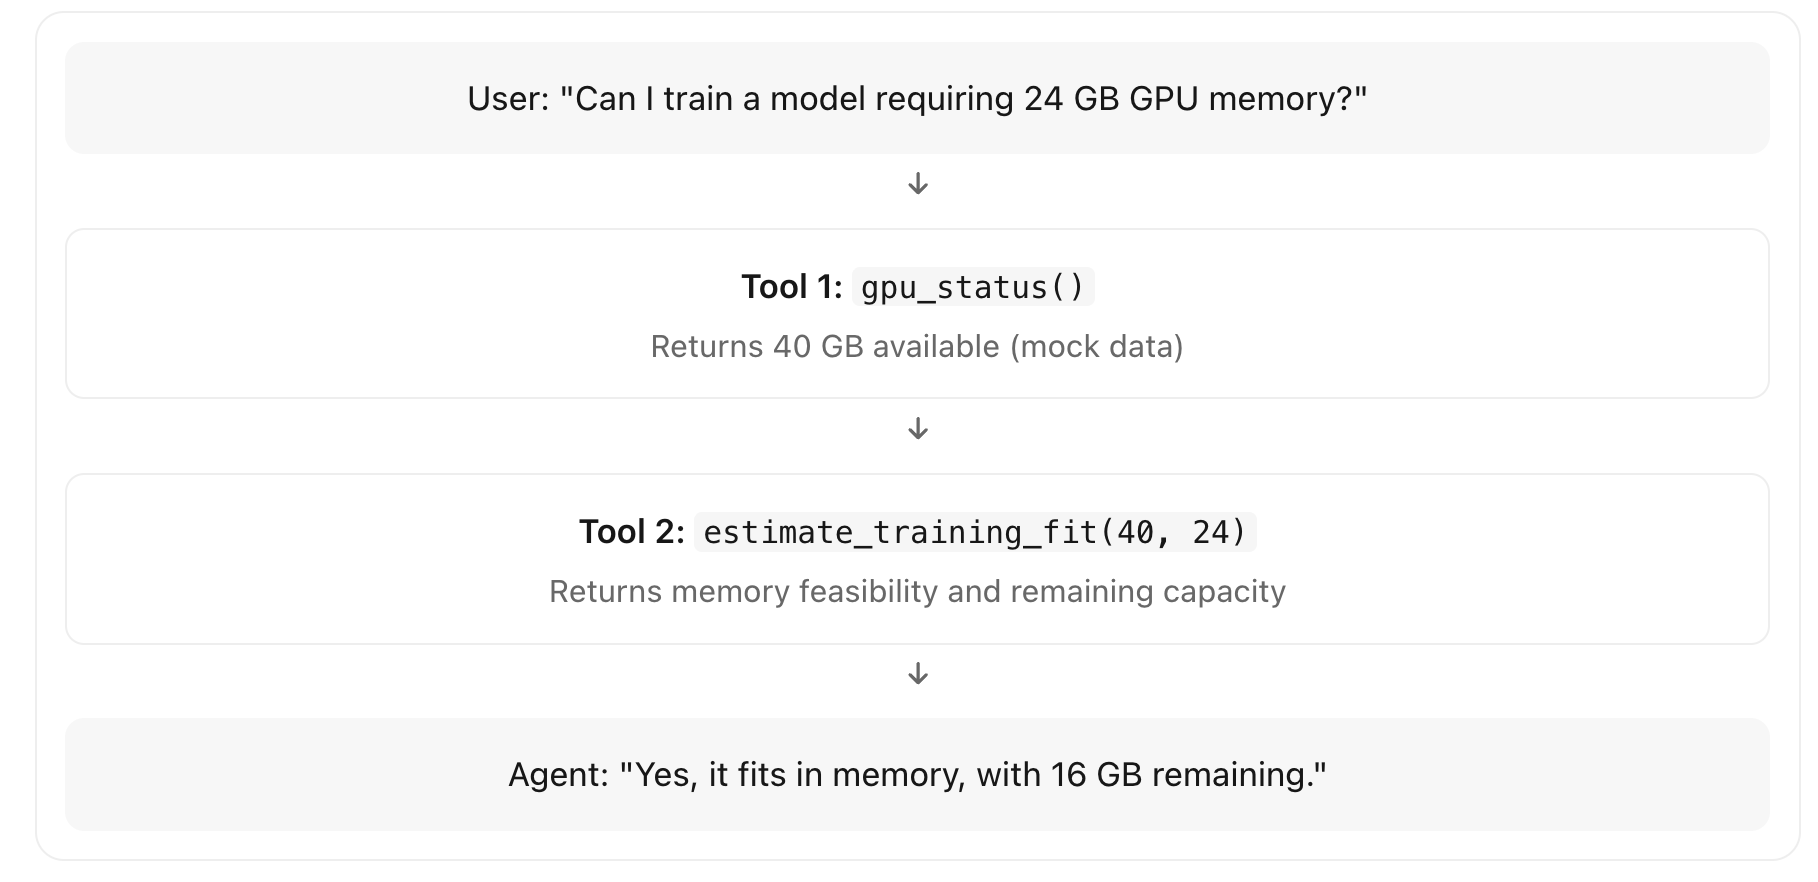 User: "Can I train a model requiring 24 GB GPU memory?"
↓
Tool 1: gpu_status()
Returns 40 GB available (mock data)
↓
Tool 2: estimate_training_fit(40, 24)
Returns memory feasibility and remaining capacity
↓
Agent: "Yes, it fits in memory, with 16 GB remaining."